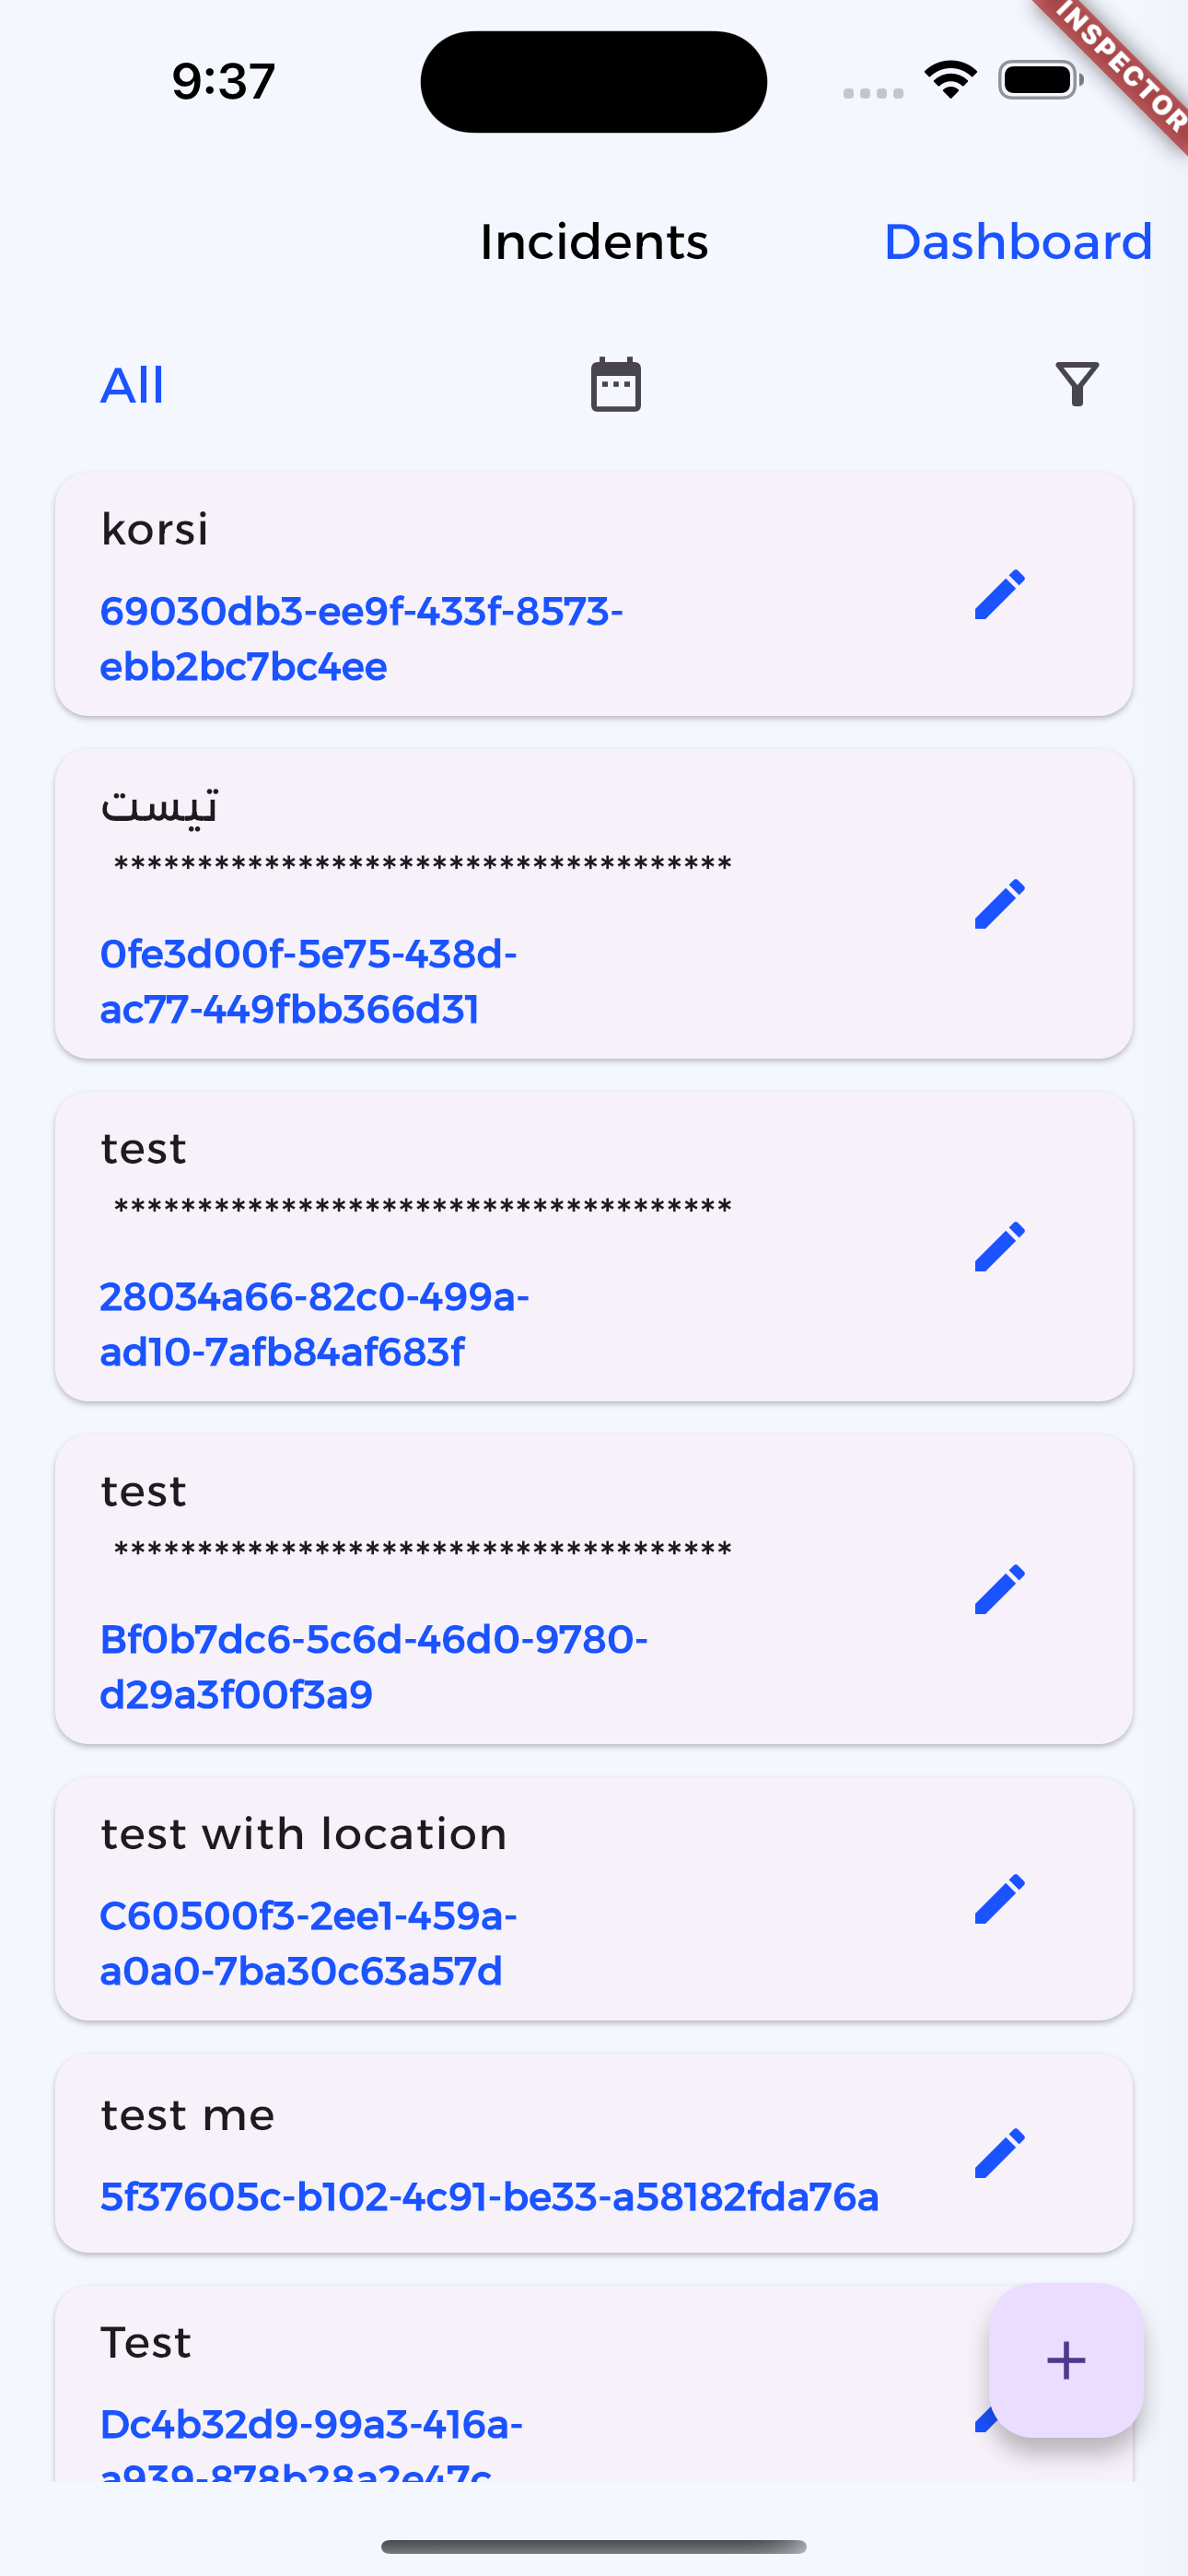 9:37
INSPECTOR
Incidents
Dashboard
All
korsi
69030db3-ee9f-433f-8573-
ebb2bc7bc4ee
تيست
*************************************
0fe3d00f-5e75-438d-
ac77-449fbb366d31
test
*************************************
28034a66-82c0-499a-
ad10-7afb84af683f
test
*************************************
Bf0b7dc6-5c6d-46d0-9780-
d29a3f00f3a9
test with location
C60500f3-2ee1-459a-
a0a0-7ba30c63a57d
test me
5f37605c-b102-4c91-be33-a58182fda76a
Test
Dc4b32d9-99a3-416a-
a939-878b28a2e47c